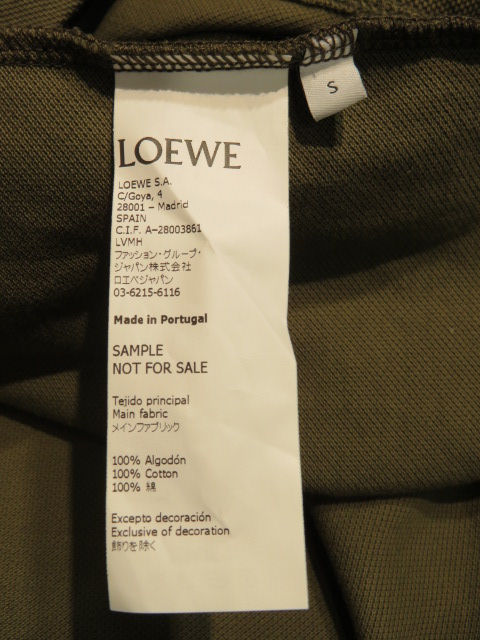 S
LOEWE
LOEWE S.A.
C/Goya, 4
28001 – Madrid
SPAIN
C.I.F. A–28003861
LVMH
ファッション・グループ・
ジャパン株式会社
ロエベジャパン
03-6215-6116
Made in Portugal
SAMPLE
NOT FOR SALE
Tejido principal
Main fabric
メインファブリック
100% Algodón
100% Cotton
100% 綿
Excepto decoración
Exclusive of decoration
飾りを除く